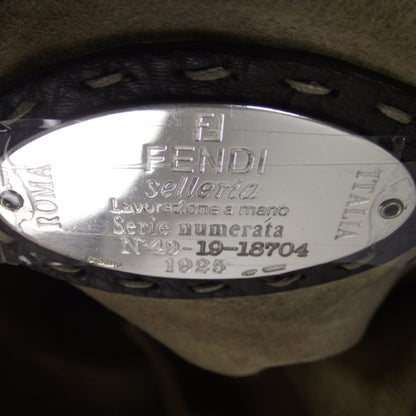 FENDI
Selleria
Lavorazione a mano
Serie numerata
N° 49-19-18704
1925
ROMA
ITALIA